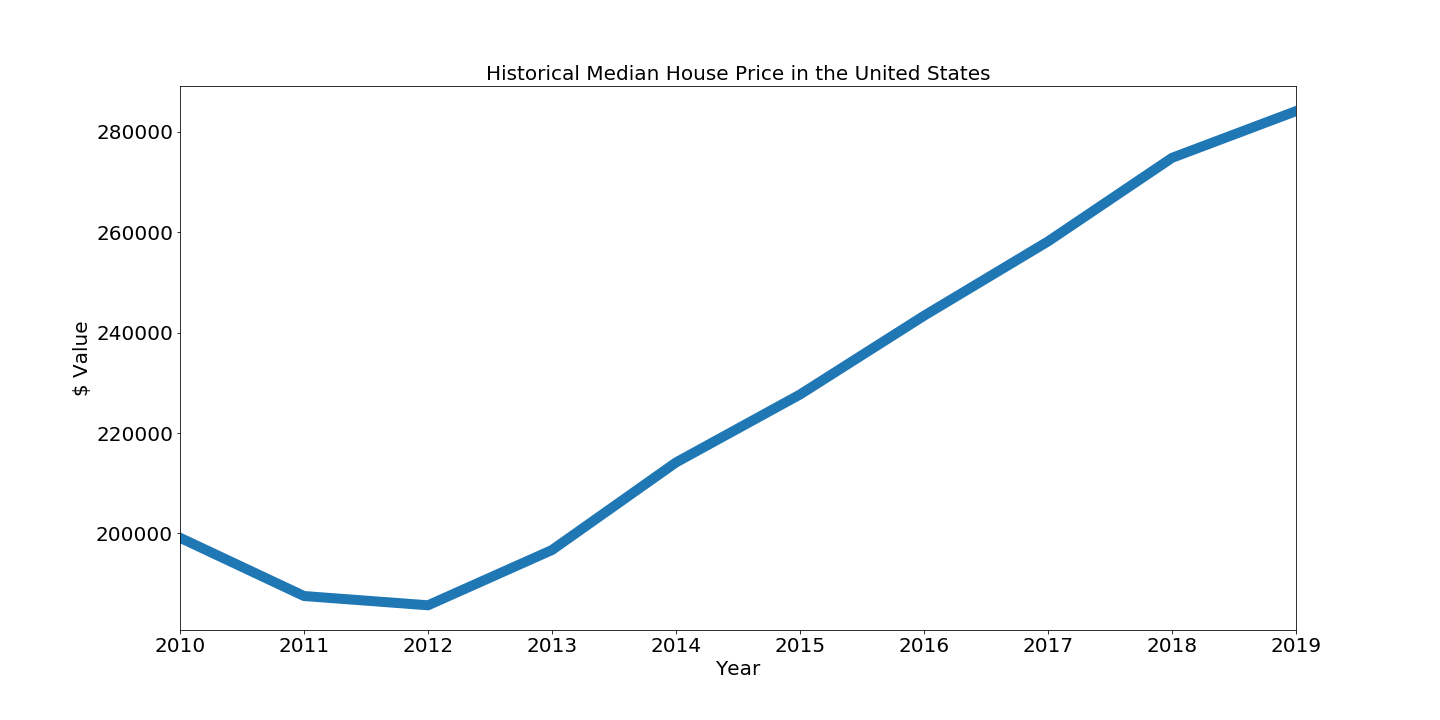 Historical Median House Price in the United States
280000
260000
240000
220000
200000
$ Value
2010 2011 2012 2013 2014 2015 2016 2017 2018 2019
Year